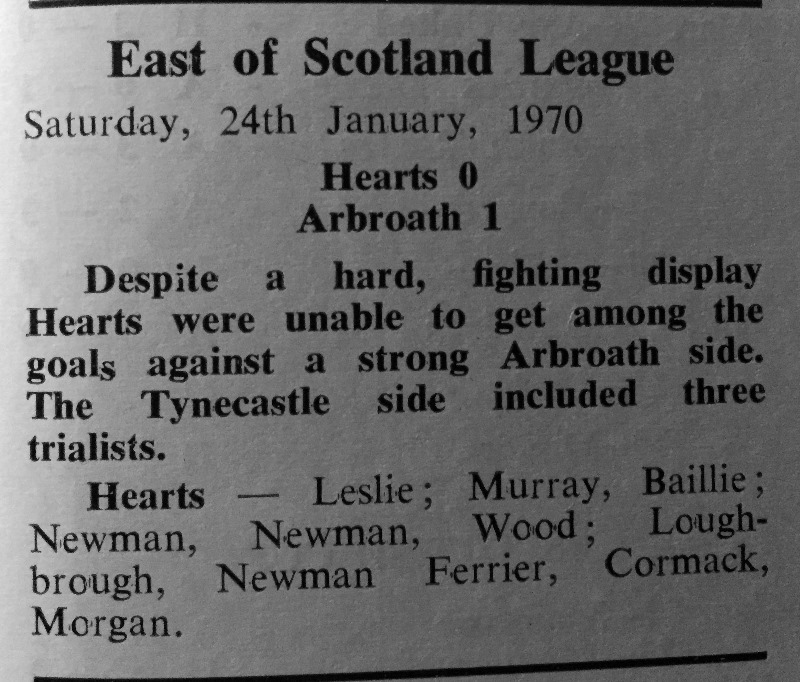 East of Scotland League
Saturday, 24th January, 1970
Hearts 0
Arbroath 1
Despite a hard, fighting display
Hearts were unable to get among the
goals against a strong Arbroath side.
The Tynecastle side included three
trialists.
Hearts — Leslie; Murray, Baillie;
Newman, Newman, Wood; Lough-
brough, Newman Ferrier, Cormack,
Morgan.